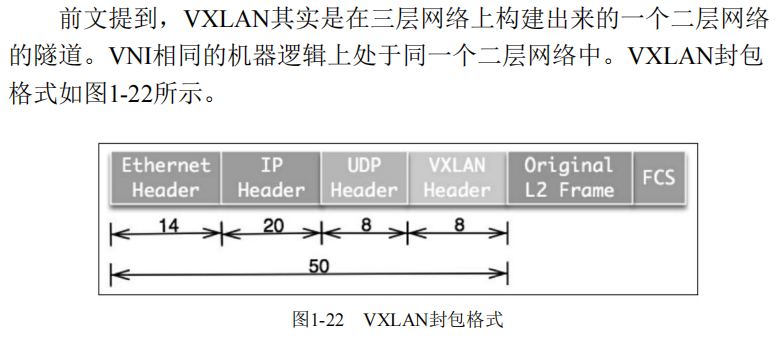 前文提到，VXLAN其实是在三层网络上构建出来的一个二层网络
的隧道。VNI相同的机器逻辑上处于同一个二层网络中。VXLAN封包
格式如图1-22所示。
Ethernet Header
IP Header
UDP Header
VXLAN Header
Original L2 Frame
FCS
14
20
8
8
50
图1-22 VXLAN封包格式